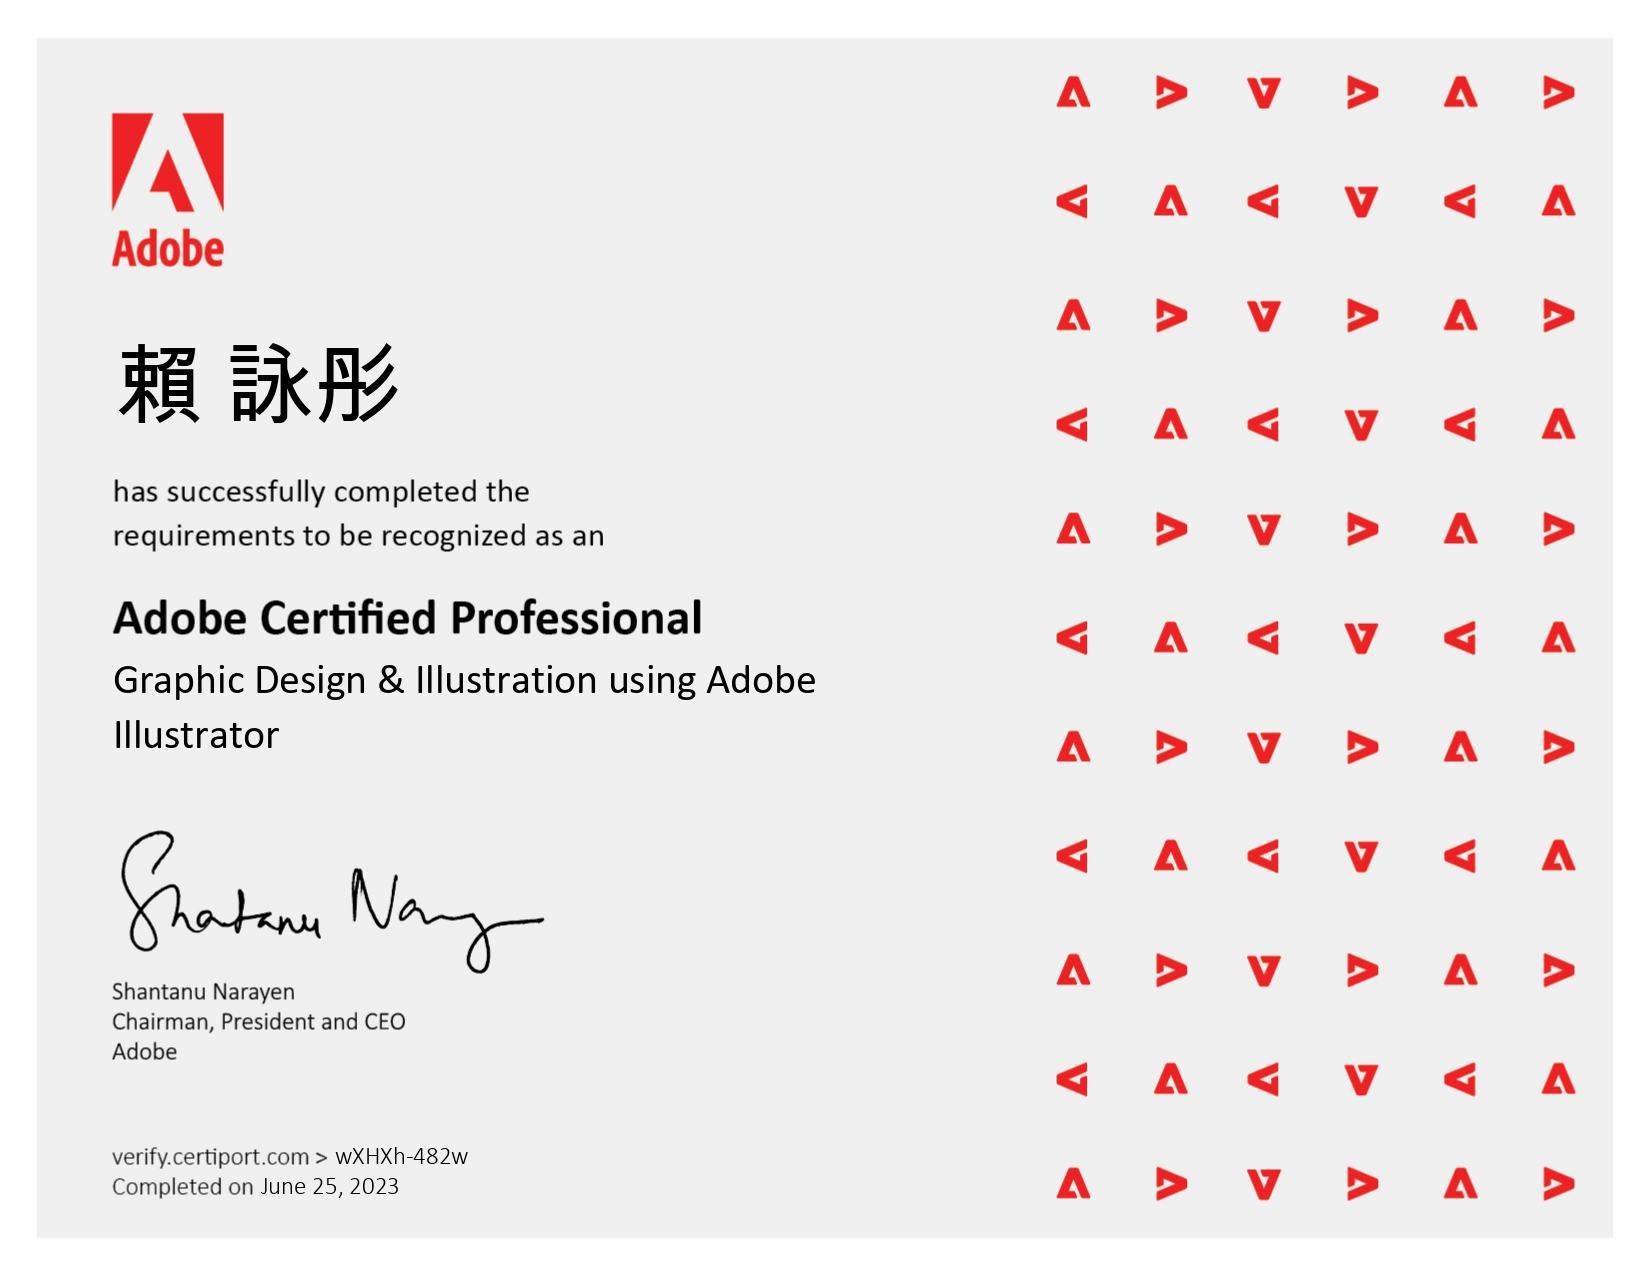 Adobe
賴 詠彤
has successfully completed the
requirements to be recognized as an
Adobe Certified Professional
Graphic Design & Illustration using Adobe
Illustrator
Shantanu Narayen
Shantanu Narayen
Chairman, President and CEO
Adobe
verify.certiport.com > wXHXh-482w
Completed on June 25, 2023